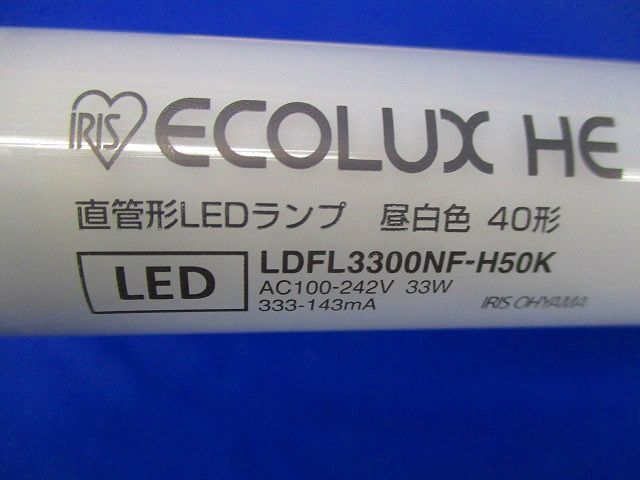 IRIS ECOLUX HE
直管形LEDランプ 昼白色 40形
LED LDFL3300NF-H50K
AC100-242V 33W
333-143mA IRIS OHYAMA